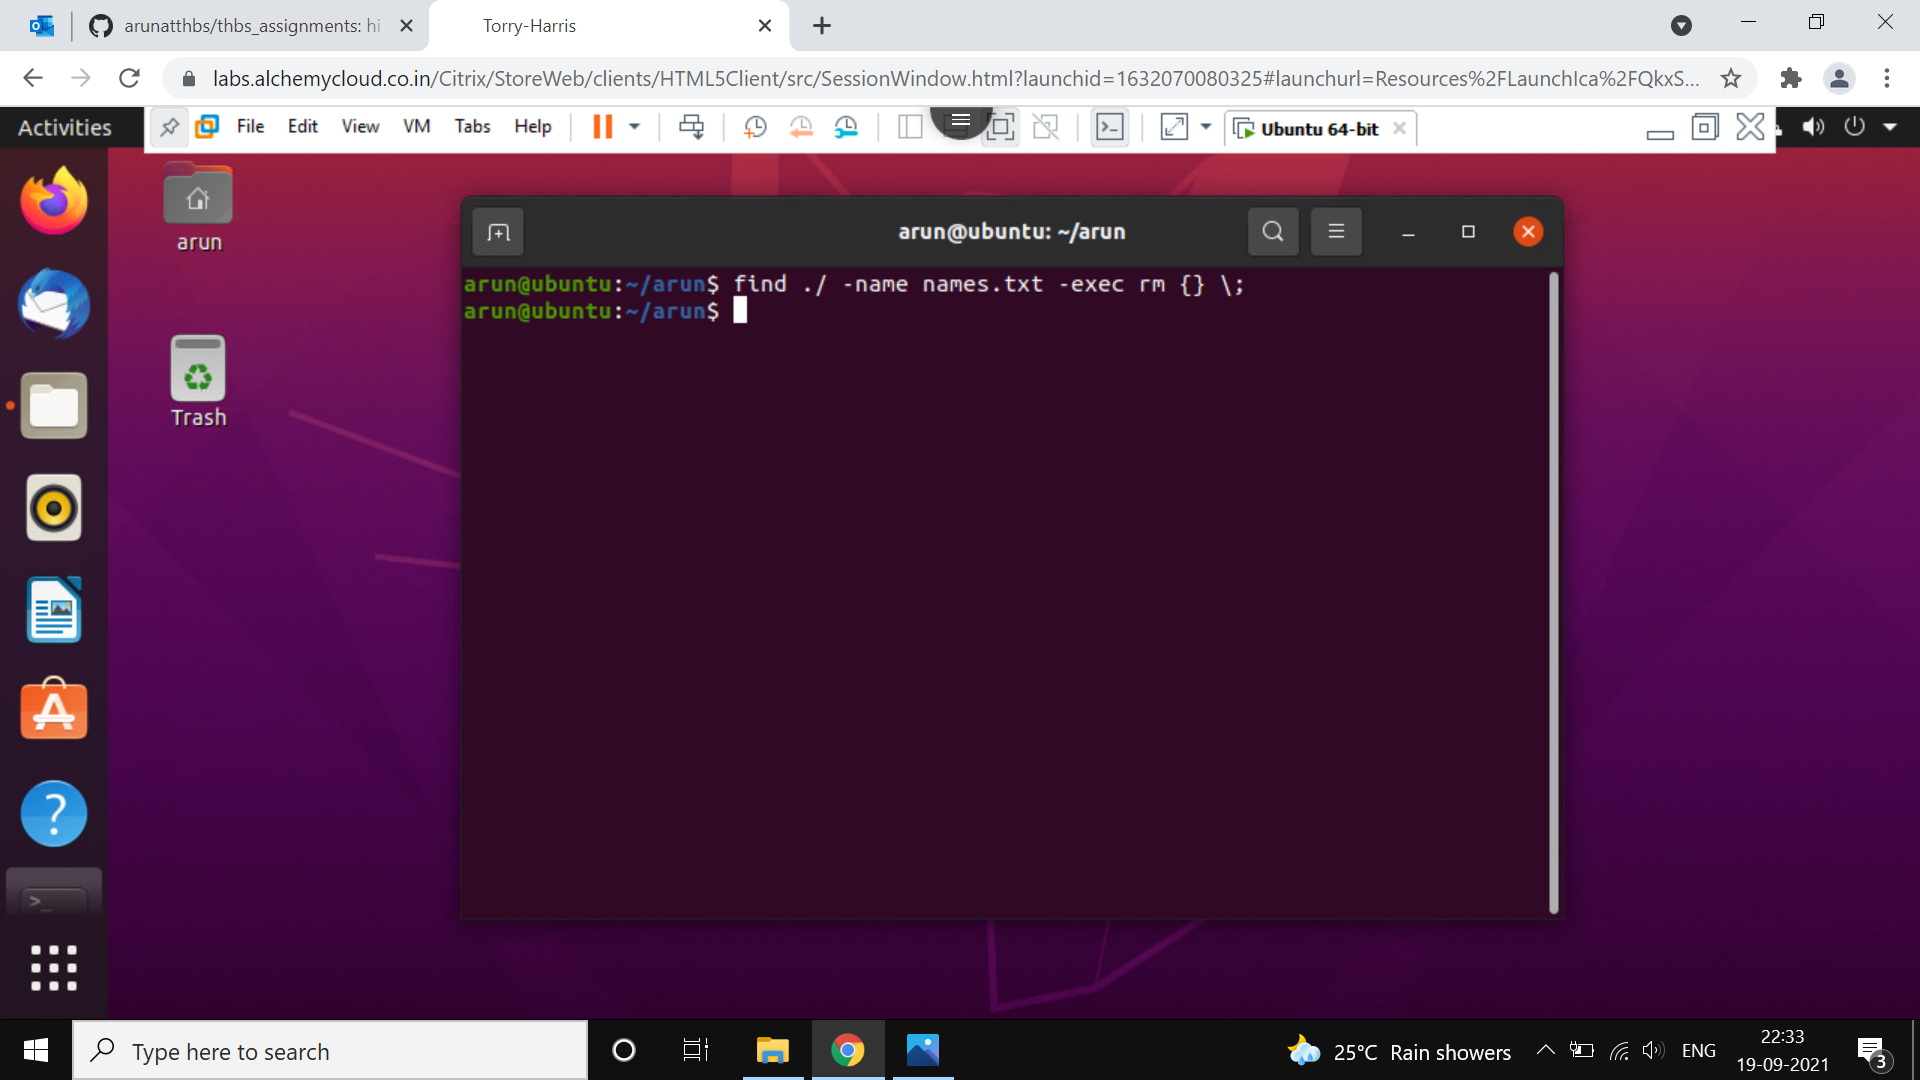 arunatthbs/thbs_assignments: hi
Torry-Harris
labs.alchemycloud.co.in/Citrix/StoreWeb/clients/HTML5Client/src/SessionWindow.html?launchid=1632070080325#launchurl=Resources%2FLaunchIca%2FQkxS...
Activities
File Edit View VM Tabs Help
Ubuntu 64-bit
arun
Trash
arun@ubuntu: ~/arun
arun@ubuntu:~/arun$ find ./ -name names.txt -exec rm {} \;
arun@ubuntu:~/arun$
Type here to search
25°C Rain showers
ENG
22:33
19-09-2021
3